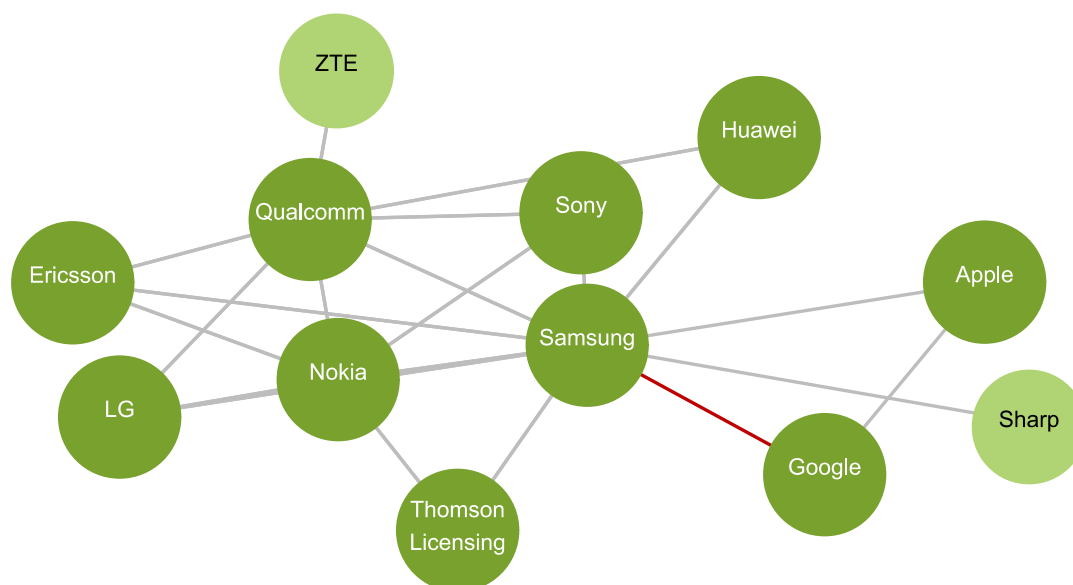 ZTE
Huawei
Qualcomm
Sony
Ericsson
Apple
Samsung
Nokia
LG
Sharp
Google
Thomson
Licensing